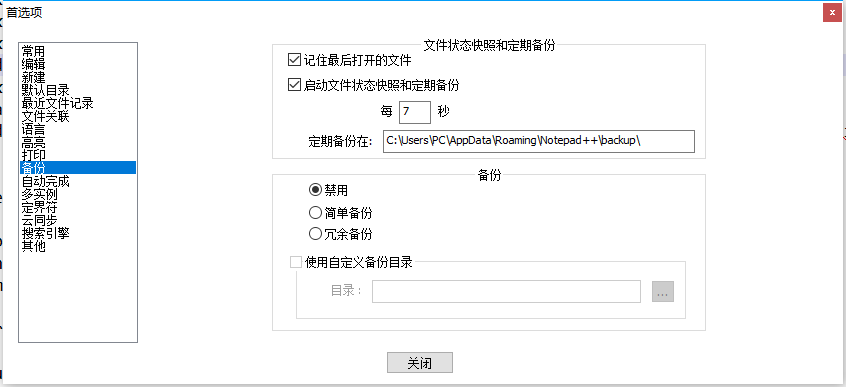 首选项
x
常用
编辑
新建
默认目录
最近文件记录
文件关联
语言
高亮
打印
备份
自动完成
多实例
定界符
云同步
搜索引擎
其他
文件状态快照和定期备份
记住最后打开的文件
启动文件状态快照和定期备份
每 7 秒
定期备份在: C:\Users\PC\AppData\Roaming\Notepad++\backup\
备份
禁用
简单备份
冗余备份
使用自定义备份目录
目录：
...
关闭